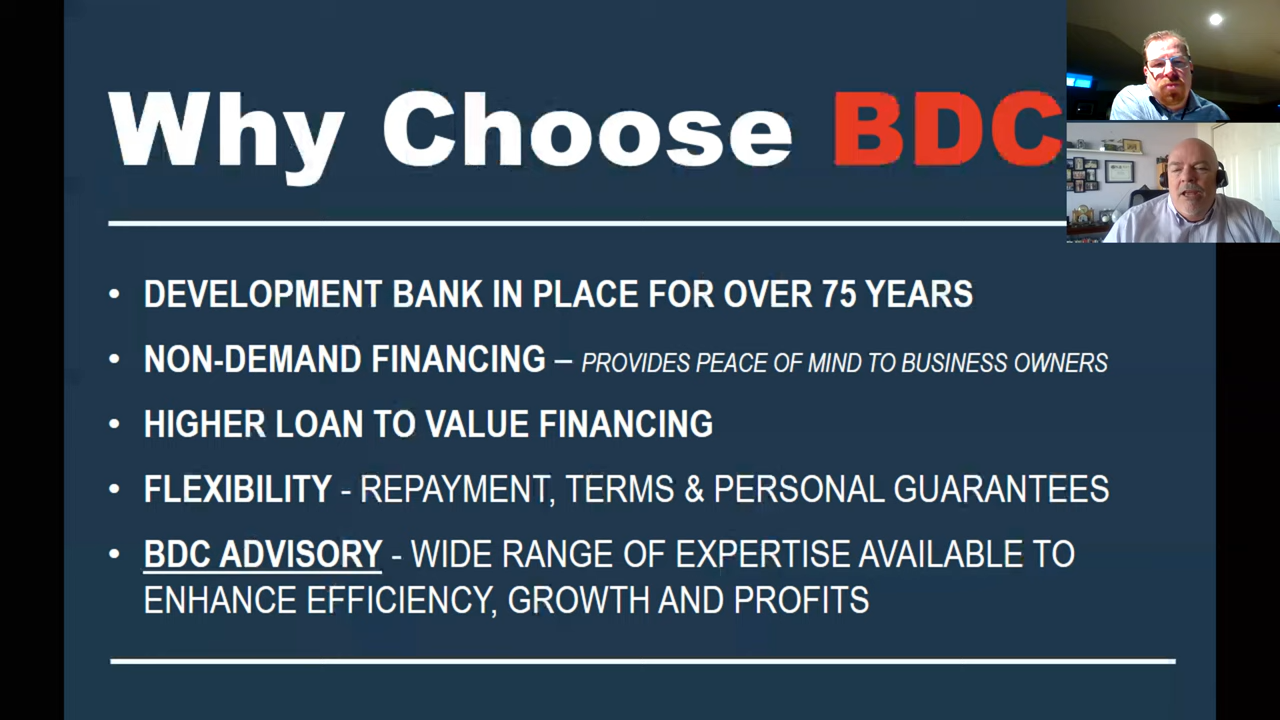 Why Choose BDC
• DEVELOPMENT BANK IN PLACE FOR OVER 75 YEARS
• NON-DEMAND FINANCING – PROVIDES PEACE OF MIND TO BUSINESS OWNERS
• HIGHER LOAN TO VALUE FINANCING
• FLEXIBILITY - REPAYMENT, TERMS & PERSONAL GUARANTEES
• BDC ADVISORY - WIDE RANGE OF EXPERTISE AVAILABLE TO
ENHANCE EFFICIENCY, GROWTH AND PROFITS